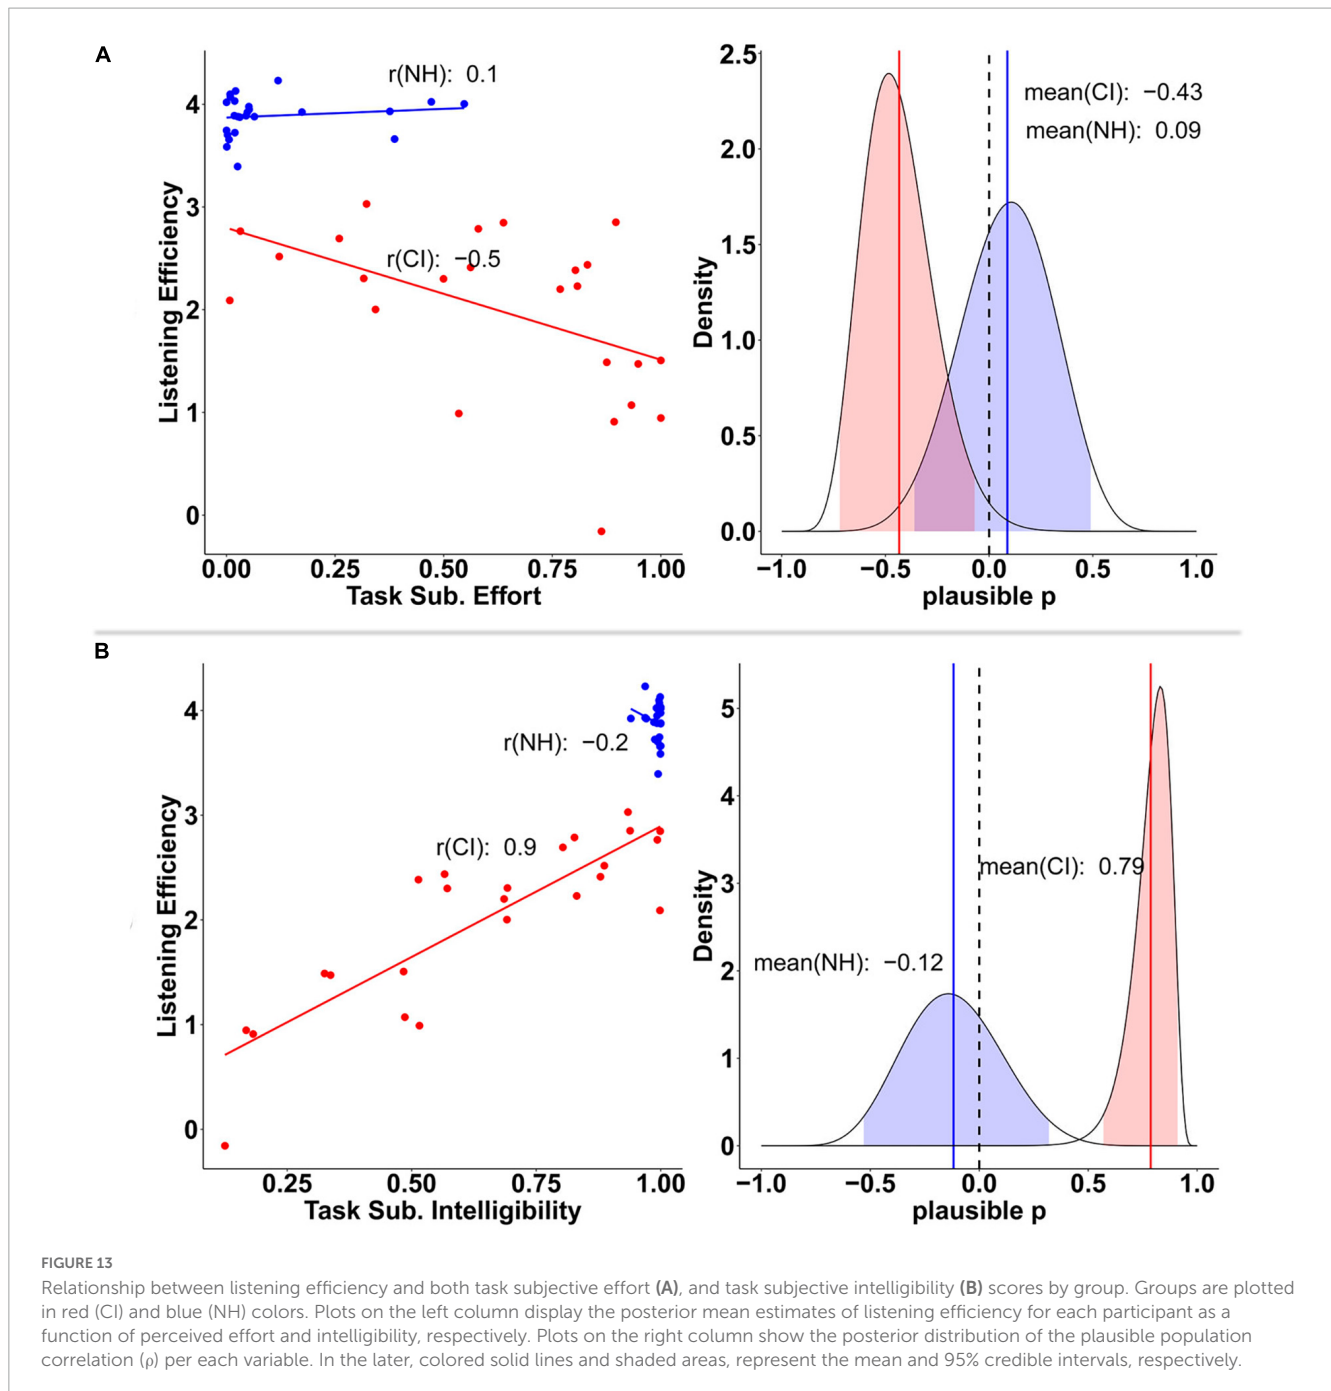 A
r(NH): 0.1
r(CI): −0.5
Listening Efficiency
4
3
2
1
0
0.00 0.25 0.50 0.75 1.00
Task Sub. Effort
mean(CI): −0.43
mean(NH): 0.09
Density
2.5
2.0
1.5
1.0
0.5
0.0
−1.0 −0.5 0.0 0.5 1.0
plausible p
B
r(NH): −0.2
r(CI): 0.9
Listening Efficiency
4
3
2
1
0
0.25 0.50 0.75 1.00
Task Sub. Intelligibility
mean(CI): 0.79
mean(NH): −0.12
Density
5
4
3
2
1
0
−1.0 −0.5 0.0 0.5 1.0
plausible p
FIGURE 13
Relationship between listening efficiency and both task subjective effort (A), and task subjective intelligibility (B) scores by group. Groups are plotted
in red (CI) and blue (NH) colors. Plots on the left column display the posterior mean estimates of listening efficiency for each participant as a
function of perceived effort and intelligibility, respectively. Plots on the right column show the posterior distribution of the plausible population
correlation (ρ) per each variable. In the later, colored solid lines and shaded areas, represent the mean and 95% credible intervals, respectively.